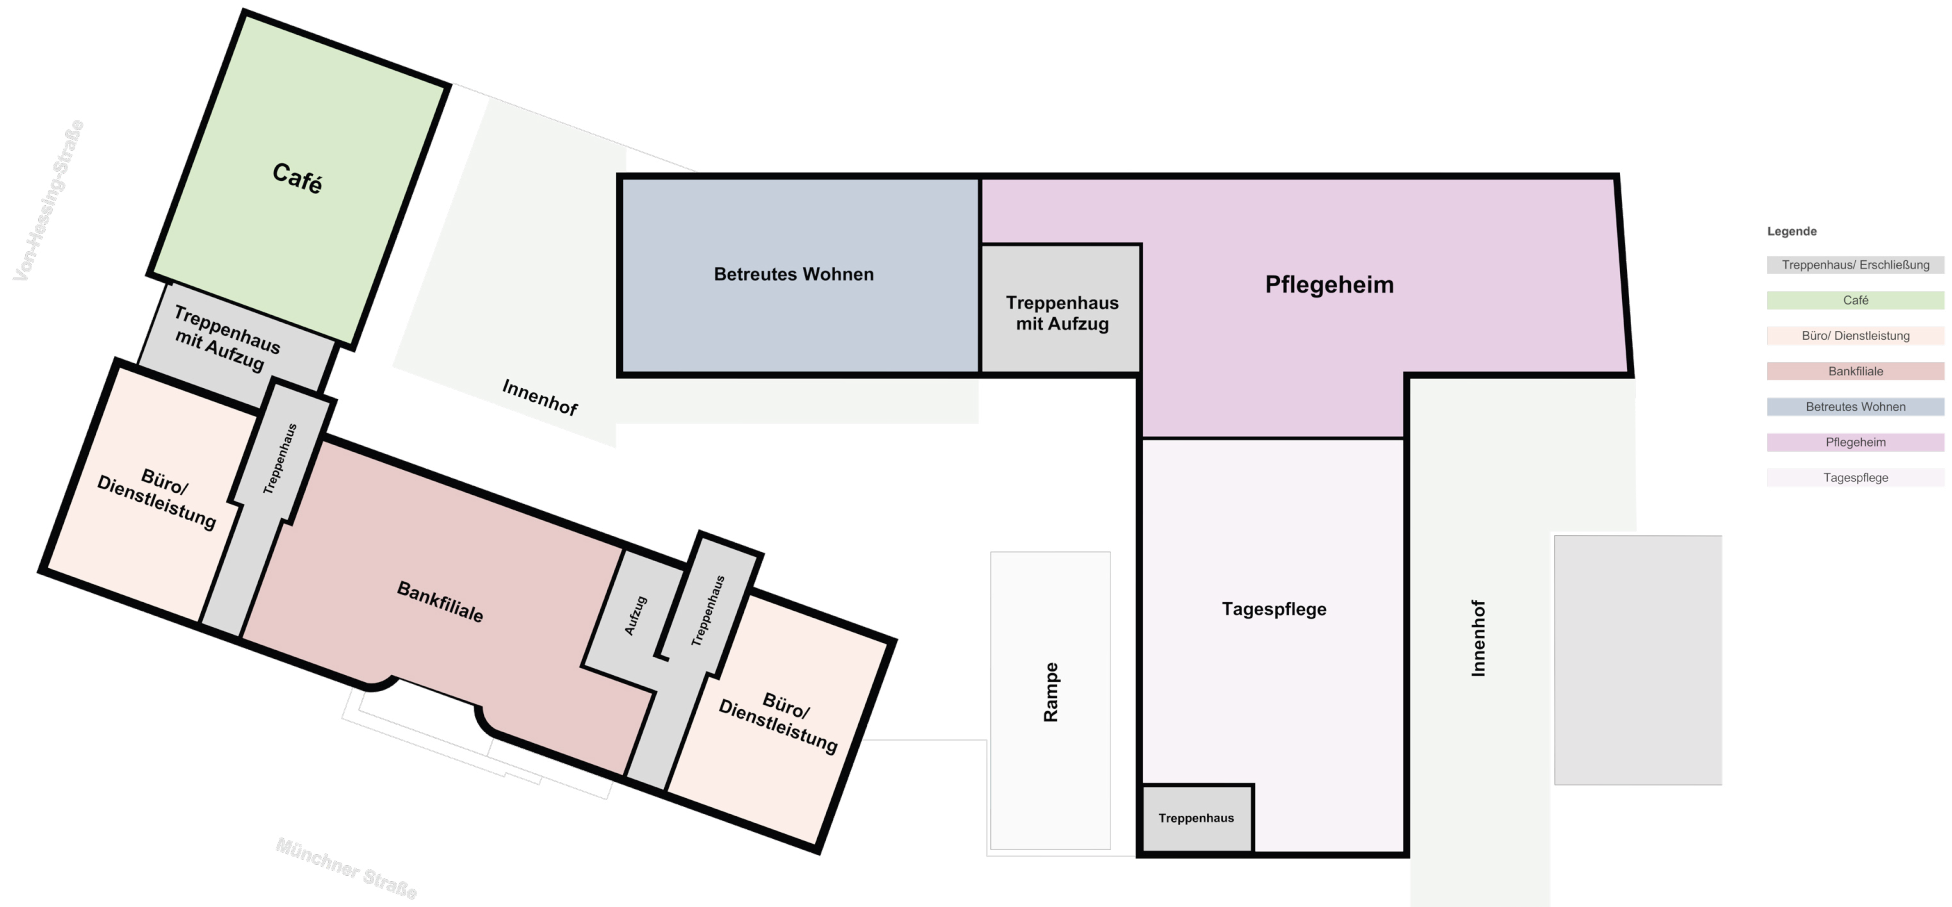 Von-Hessing-Straße
Café
Treppenhaus
mit Aufzug
Büro/
Dienstleistung
Treppenhaus
Bankfiliale
Aufzug
Treppenhaus
Büro/
Dienstleistung
Münchner Straße
Innenhof
Betreutes Wohnen
Treppenhaus
mit Aufzug
Pflegeheim
Tagespflege
Treppenhaus
Rampe
Innenhof
Legende
Treppenhaus/ Erschließung
Café
Büro/ Dienstleistung
Bankfiliale
Betreutes Wohnen
Pflegeheim
Tagespflege